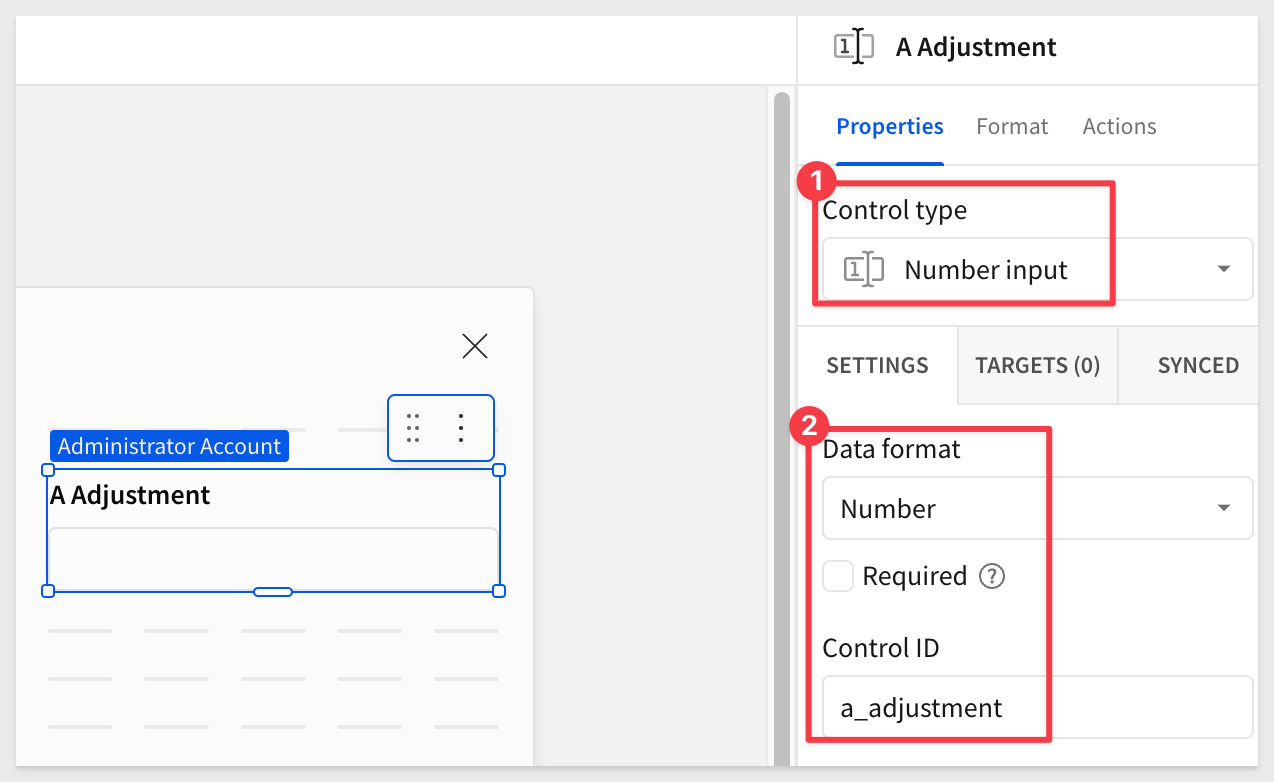 A Adjustment
Properties Format Actions
1
Control type
Number input
SETTINGS TARGETS (0) SYNCED
2
Data format
Number
Required ?
Control ID
a_adjustment
Administrator Account
A Adjustment